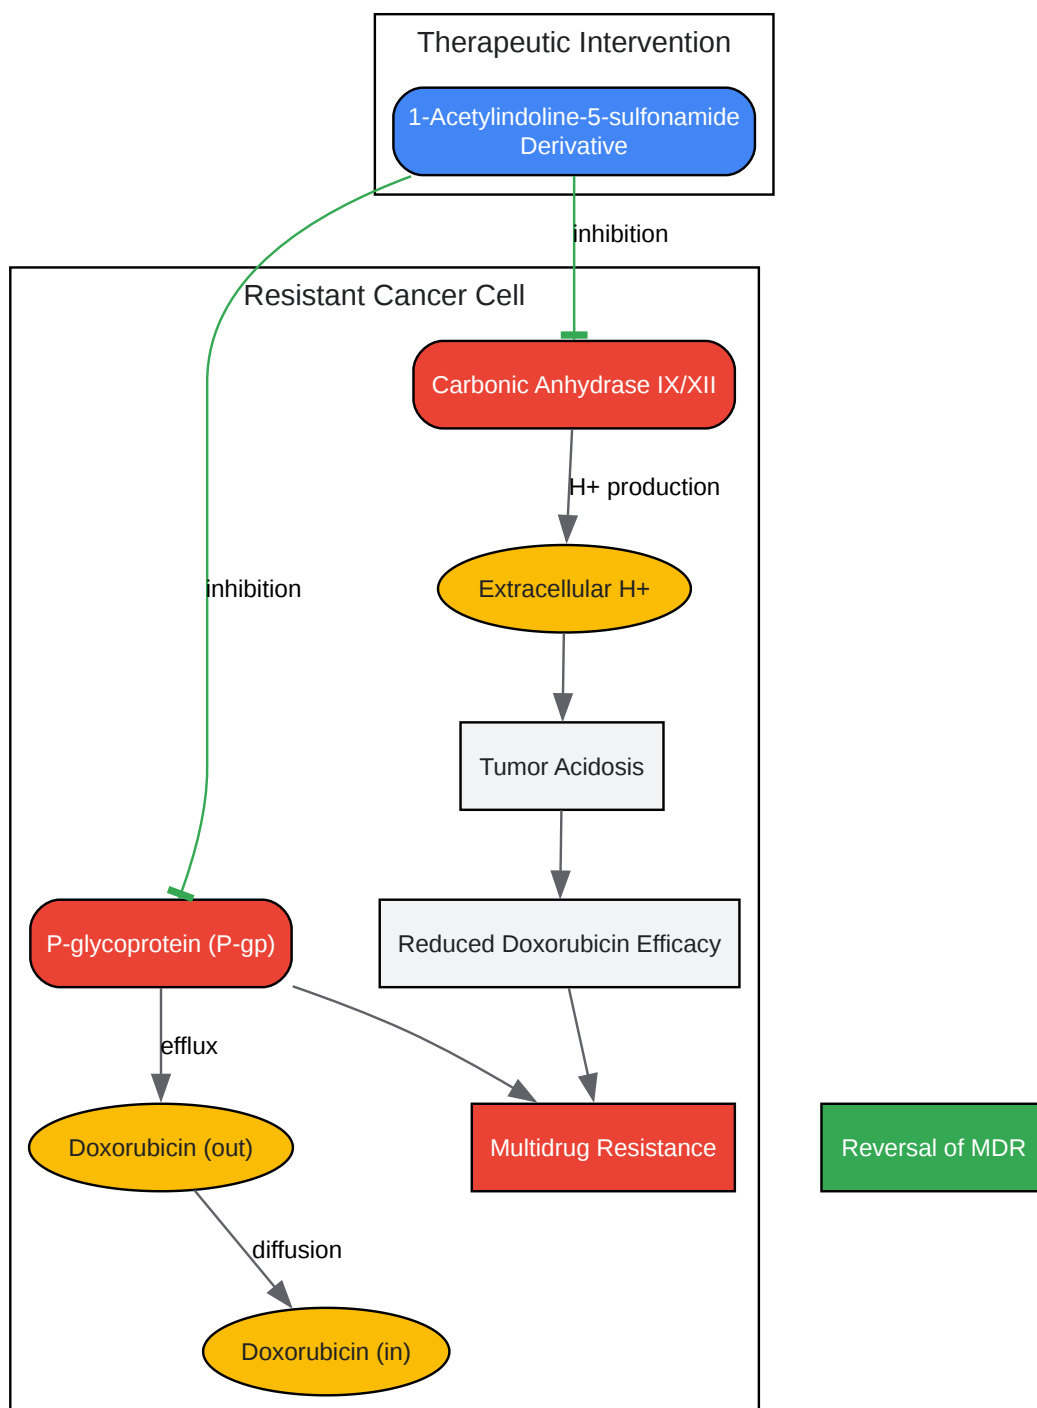 Therapeutic Intervention
1-Acetylindoline-5-sulfonamide
Derivative
inhibition
Resistant Cancer Cell
Carbonic Anhydrase IX/XII
H+ production
Extracellular H+
inhibition
Tumor Acidosis
P-glycoprotein (P-gp)
Reduced Doxorubicin Efficacy
efflux
Doxorubicin (out)
Multidrug Resistance
Reversal of MDR
diffusion
Doxorubicin (in)